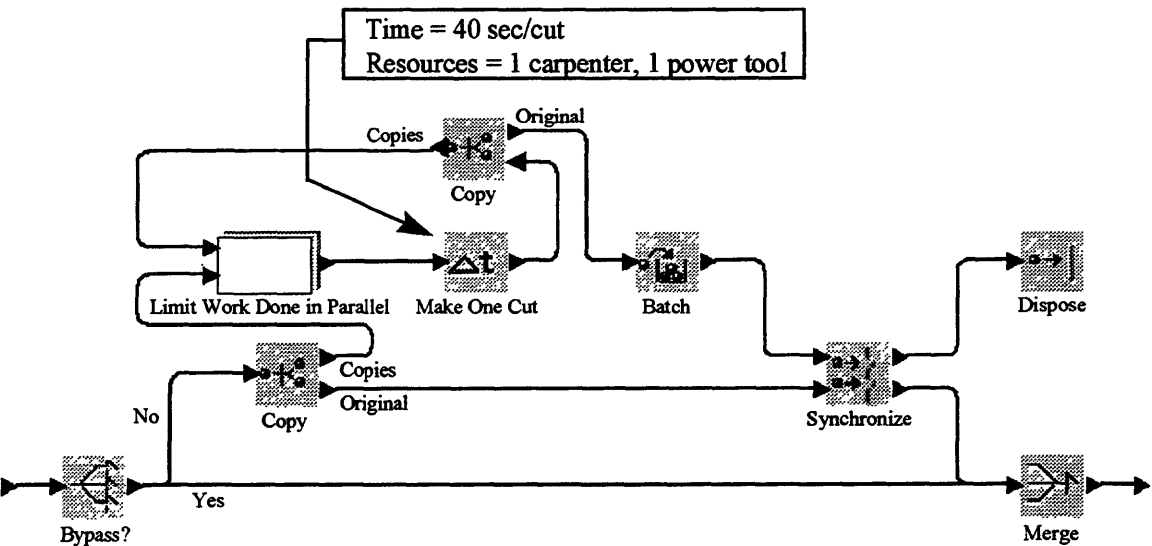 Time = 40 sec/cut
Resources = 1 carpenter, 1 power tool
Original
Copies
Copy
Δt
Limit Work Done in Parallel
Make One Cut
Batch
Dispose
Copies
Original
Copy
Synchronize
No
Yes
Bypass?
Merge